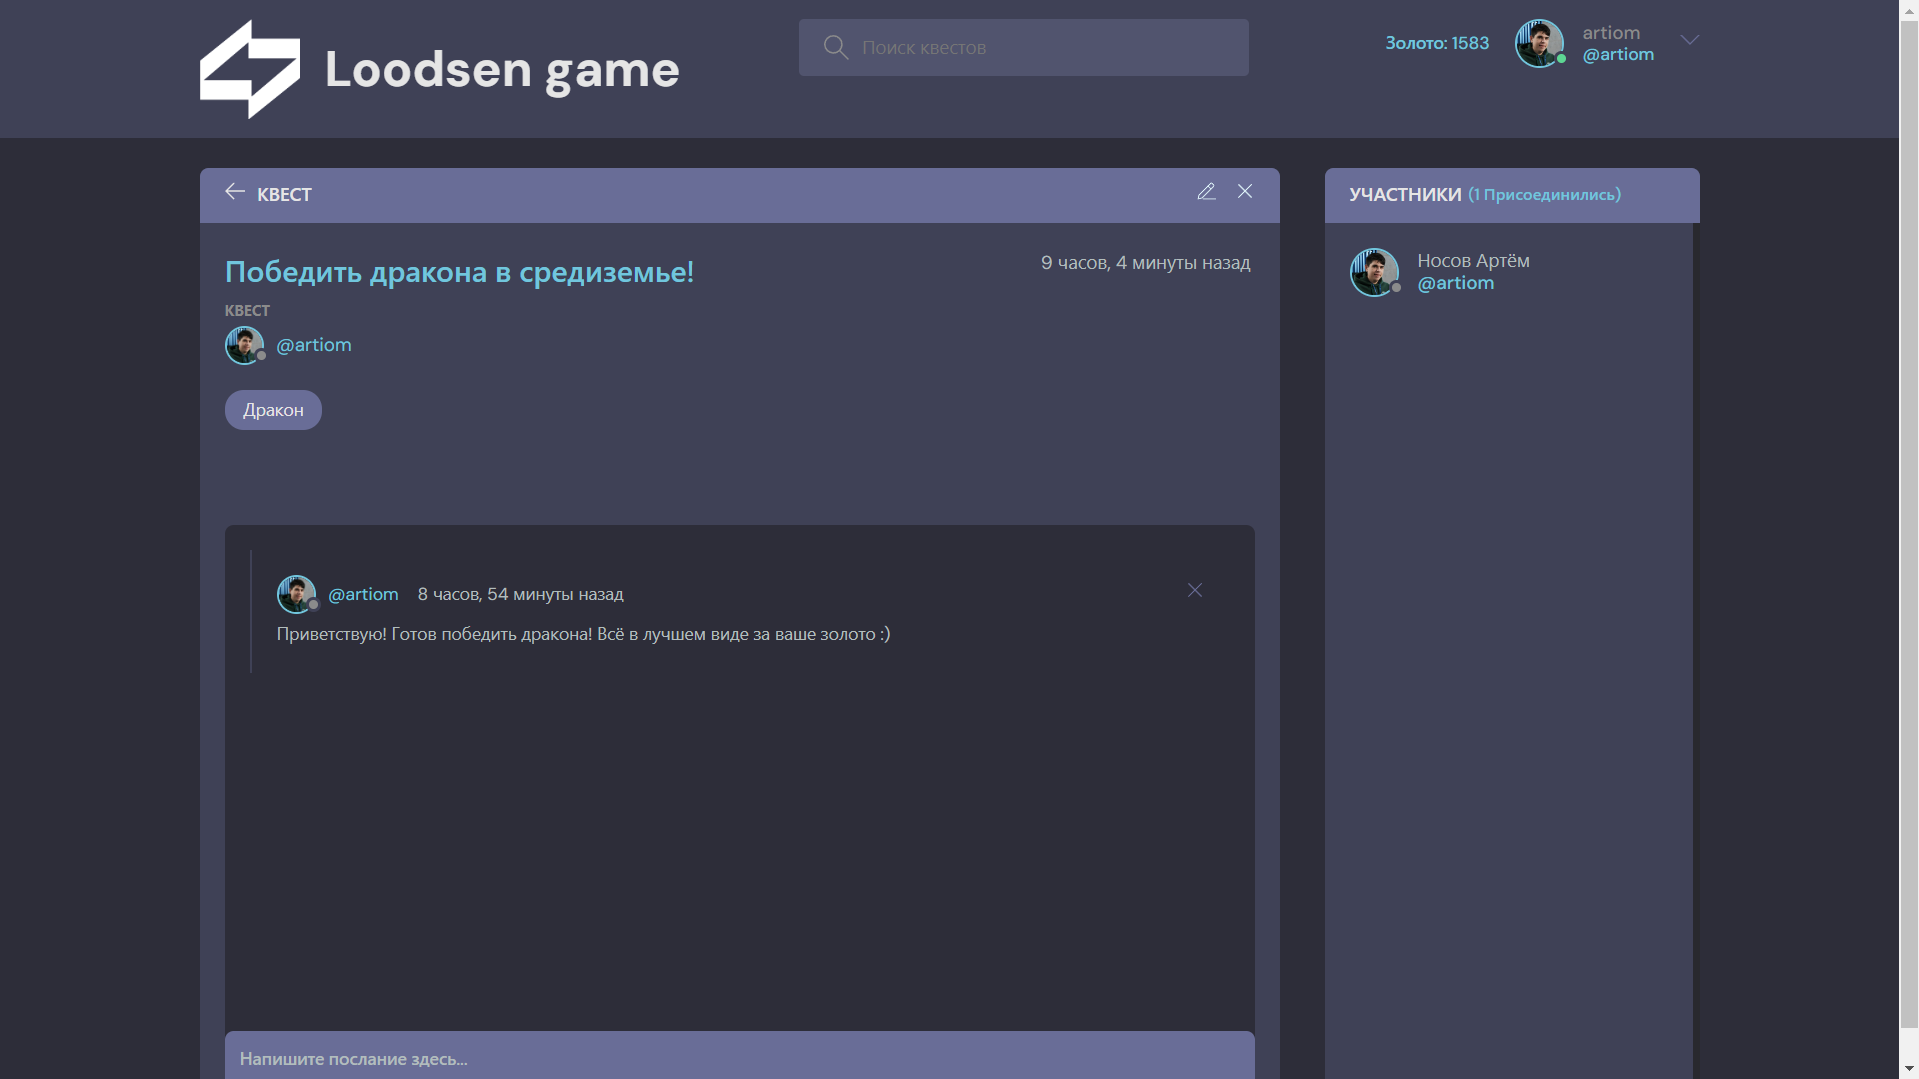 Loodsen game
Поиск квестов
Золото: 1583
artiom
@artiom
КВЕСТ
Победить дракона в средиземье!
9 часов, 4 минуты назад
КВЕСТ
@artiom
Дракон
@artiom 8 часов, 54 минуты назад
Приветствую! Готов победить дракона! Всё в лучшем виде за ваше золото :)
Напишите послание здесь...
УЧАСТНИКИ (1 Присоединились)
Носов Артём
@artiom